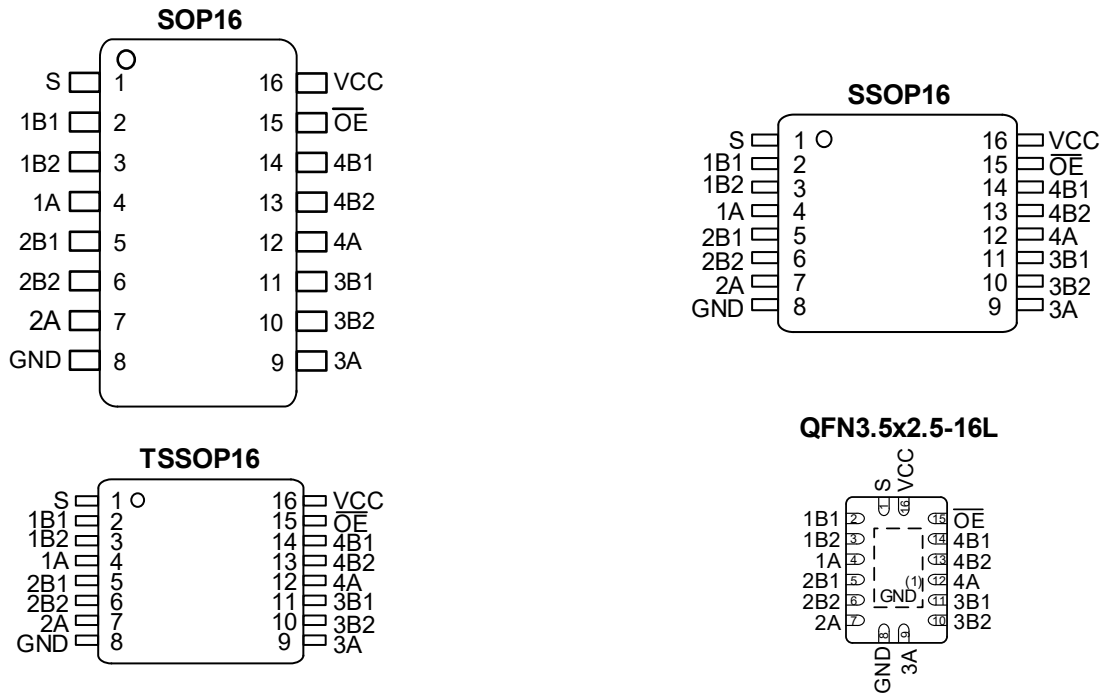 SOP16
S 1 16 VCC
1B1 2 15 OE
1B2 3 14 4B1
1A 4 13 4B2
2B1 5 12 4A
2B2 6 11 3B1
2A 7 10 3B2
GND 8 9 3A
SSOP16
S 1 16 VCC
1B1 2 15 OE
1B2 3 14 4B1
1A 4 13 4B2
2B1 5 12 4A
2B2 6 11 3B1
2A 7 10 3B2
GND 8 9 3A
TSSOP16
S 1 16 VCC
1B1 2 15 OE
1B2 3 14 4B1
1A 4 13 4B2
2B1 5 12 4A
2B2 6 11 3B1
2A 7 10 3B2
GND 8 9 3A
QFN3.5x2.5-16L
S VCC
1 16
1B1 2 15 OE
1B2 3 14 4B1
1A 4 13 4B2
2B1 5 (1) 12 4A
2B2 6 GND 11 3B1
2A 7 10 3B2
8 9
GND 3A